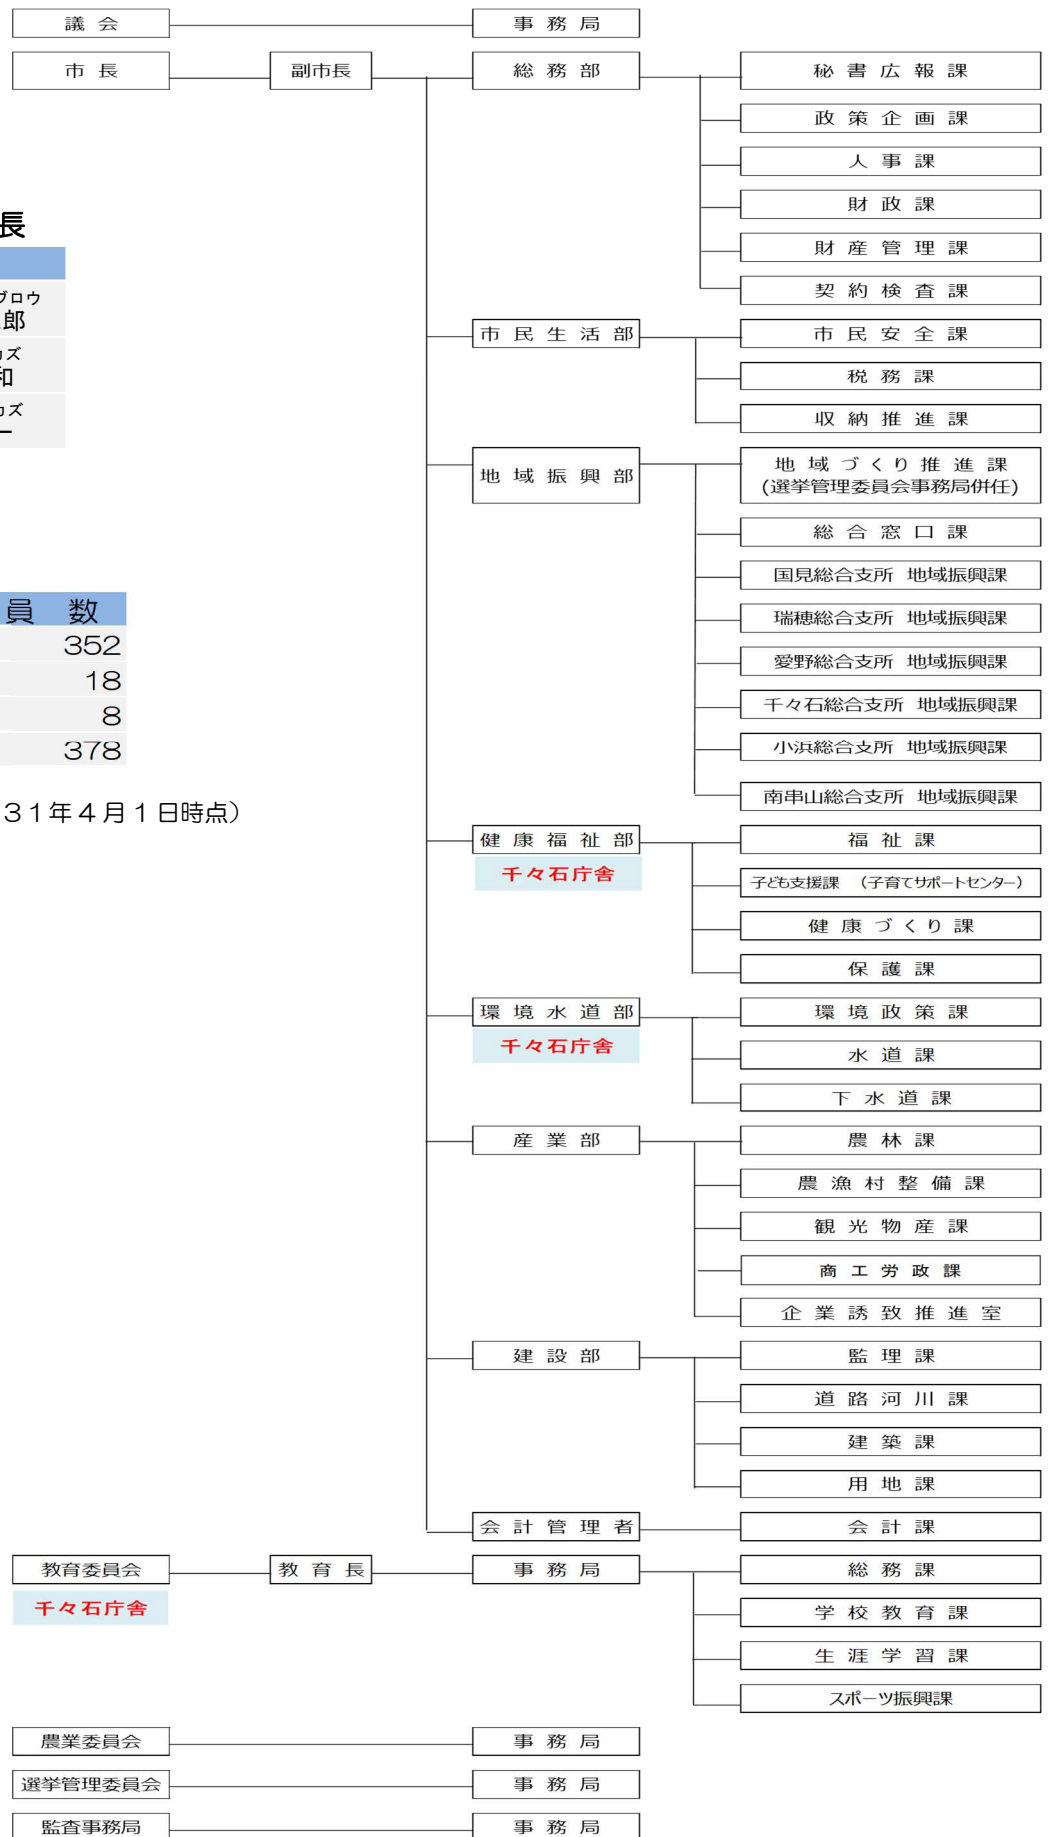 議会
事務局
市長
副市長
総務部
秘書広報課
政策企画課
人事課
財政課
財産管理課
契約検査課
長
ブロウ
郎
カズ
和
カズ
一
市民生活部
市民安全課
税務課
収納推進課
地域振興部
地域づくり推進課
(選挙管理委員会事務局併任)
総合窓口課
国見総合支所 地域振興課
瑞穂総合支所 地域振興課
愛野総合支所 地域振興課
千々石総合支所 地域振興課
小浜総合支所 地域振興課
南串山総合支所 地域振興課
員 数
352
18
8
378
31年4月1日時点）
健康福祉部
千々石庁舎
福祉課
子ども支援課 （子育てサポートセンター）
健康づくり課
保護課
環境水道部
千々石庁舎
環境政策課
水道課
下水道課
産業部
農林課
農漁村整備課
観光物産課
商工労政課
企業誘致推進室
建設部
監理課
道路河川課
建築課
用地課
会計管理者
会計課
教育委員会
千々石庁舎
教育長
事務局
総務課
学校教育課
生涯学習課
スポーツ振興課
農業委員会
事務局
選挙管理委員会
事務局
監査事務局
事務局